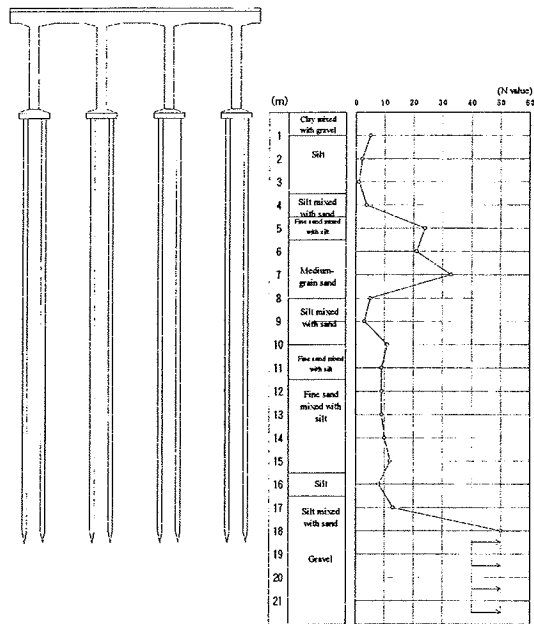 (m)
(N value)
0 10 20 30 40 50 60
Clay mixed
with gravel
1
Silt
2
3
Silt mixed
with sand
4
Fine sand mixed
with silt
5
6
Medium-
grain sand
7
8
Silt mixed
with sand
9
10
Fine sand mixed
with silt
11
12
Fine sand
mixed with
silt
13
14
15
16
Silt
17
Silt mixed
with sand
18
19
Gravel
20
21